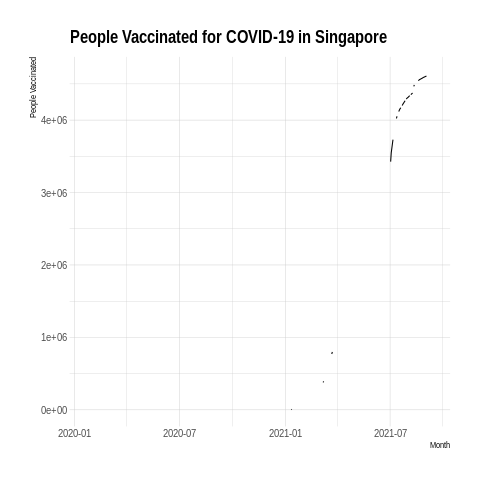 People Vaccinated for COVID-19 in Singapore
People Vaccinated
4e+06
3e+06
2e+06
1e+06
0e+00
2020-01
2020-07
2021-01
2021-07
Month